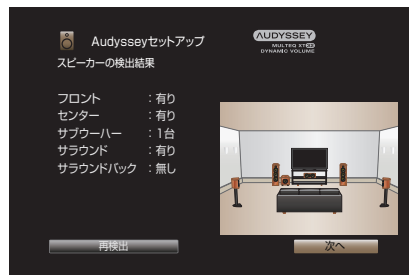 Audysseyセットアップ
AUDYSSEY
MULTEQ XT32
DYNAMIC VOLUME
スピーカーの検出結果
フロント　：有り
センター　：有り
サブウーハー　：1台
サラウンド　：有り
サラウンドバック　：無し
再検出
次へ